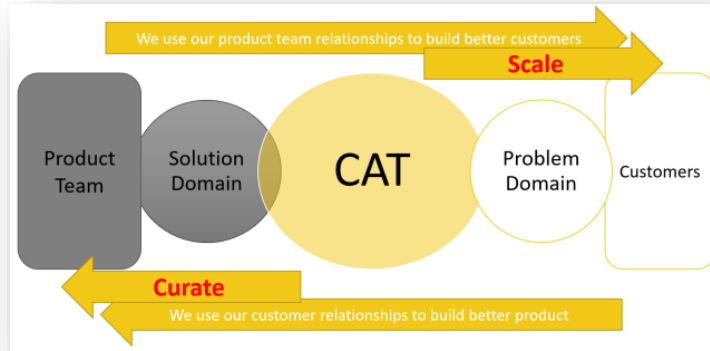 We use our product team relationships to build better customers
Scale
Product
Team
Solution
Domain
CAT
Problem
Domain
Customers
Curate
We use our customer relationships to build better product